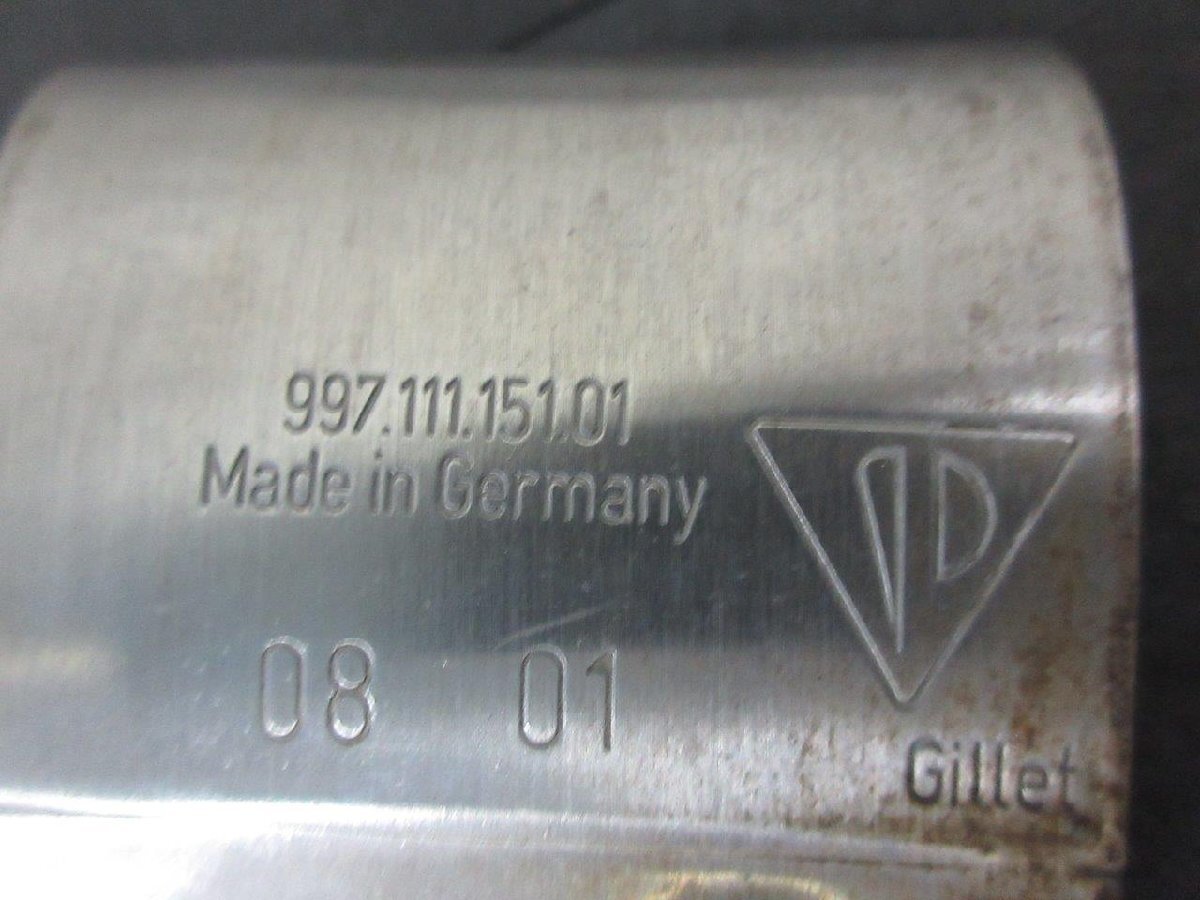 997.111.151.01
Made in Germany
08 01
Gillet